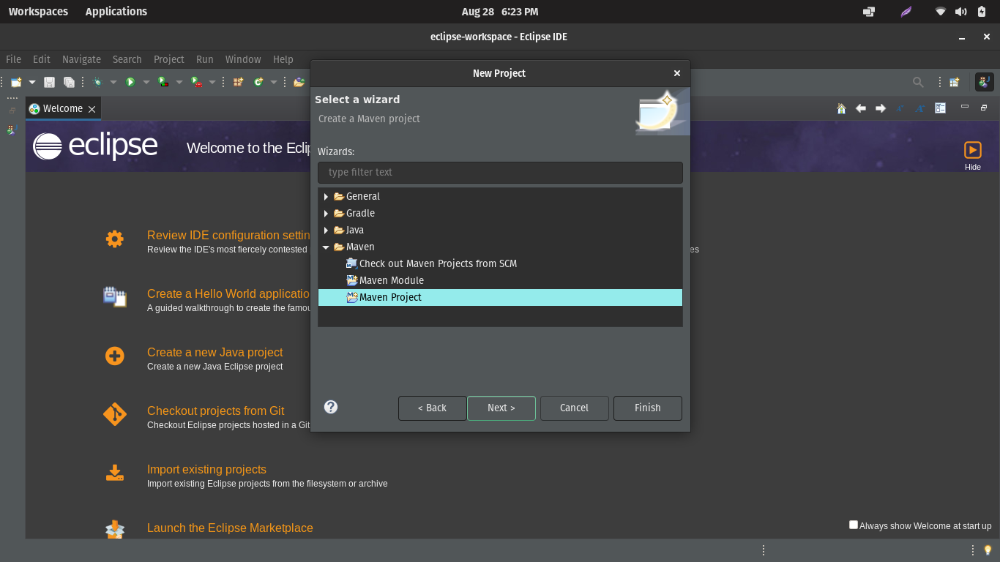 Workspaces Applications Aug 28 6:23 PM
eclipse-workspace - Eclipse IDE
File Edit Navigate Search Project Run Window Help
New Project
Select a wizard
Create a Maven project
Welcome
eclipse Welcome to the Eclip
Hide
Wizards:
type filter text
General
Gradle
Java
Maven
Check out Maven Projects from SCM
Maven Module
Maven Project
< Back Next > Cancel Finish
Review IDE configuration settin
Review the IDE's most fiercely contested
es
Create a Hello World applicatio
A guided walkthrough to create the famou
Create a new Java project
Create a new Java Eclipse project
Checkout projects from Git
Checkout Eclipse projects hosted in a Git
Import existing projects
Import existing Eclipse projects from the filesystem or archive
Launch the Eclipse Marketplace
Always show Welcome at start up